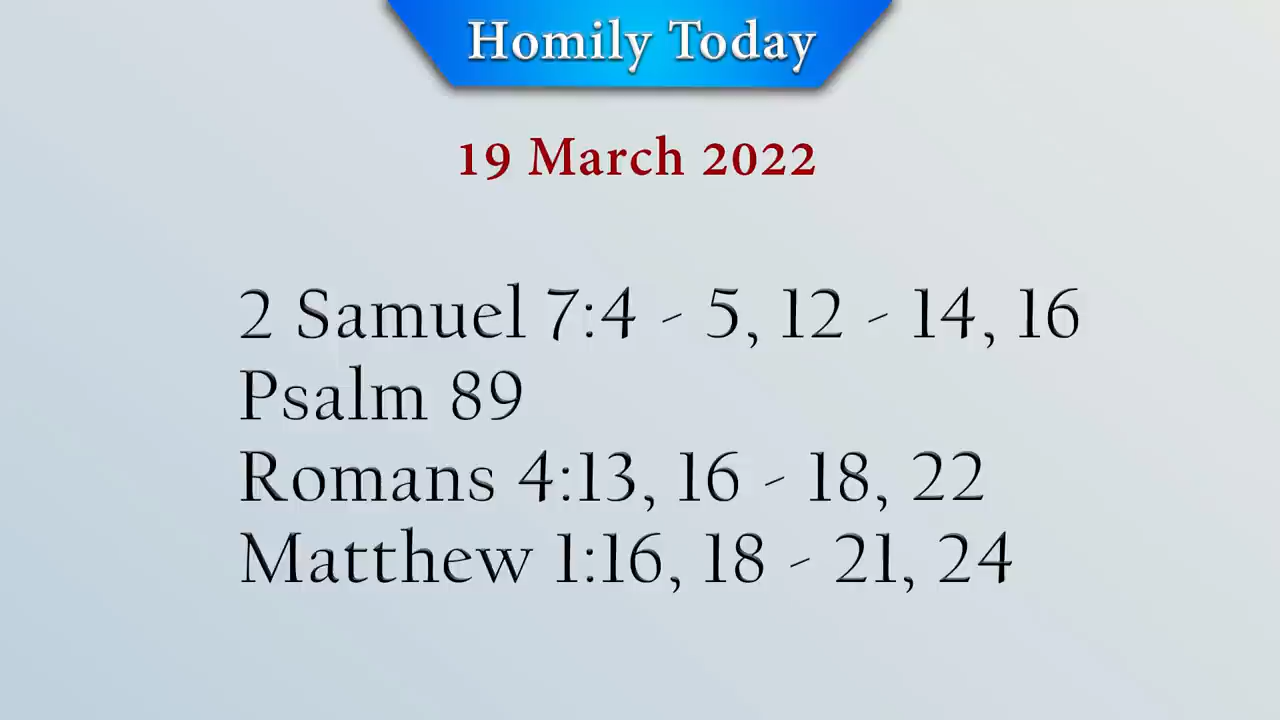 Homily Today
19 March 2022
2 Samuel 7:4 - 5, 12 - 14, 16
Psalm 89
Romans 4:13, 16 - 18, 22
Matthew 1:16, 18 - 21, 24